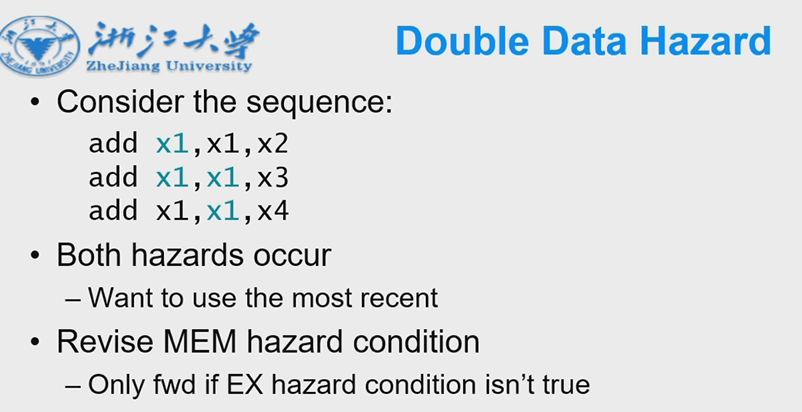 浙江大学
ZheJiang University
Double Data Hazard
• Consider the sequence:
add x1,x1,x2
add x1,x1,x3
add x1,x1,x4
• Both hazards occur
– Want to use the most recent
• Revise MEM hazard condition
– Only fwd if EX hazard condition isn’t true